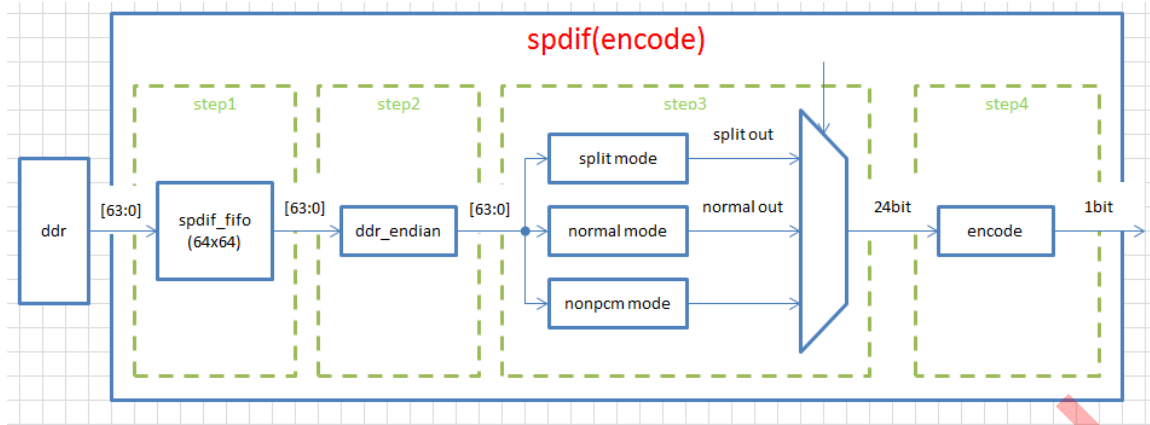 spdif(encode)
step1
step2
step3
step4
ddr
[63:0]
spdif_fifo
(64x64)
[63:0]
ddr_endian
[63:0]
split mode
split out
normal mode
normal out
nonpcm mode
24bit
encode
1bit